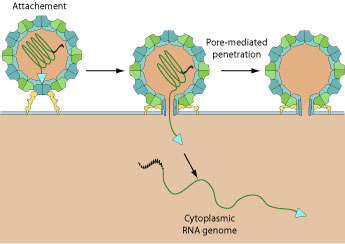 Attachement
Pore-mediated
penetration
Cytoplasmic
RNA genome